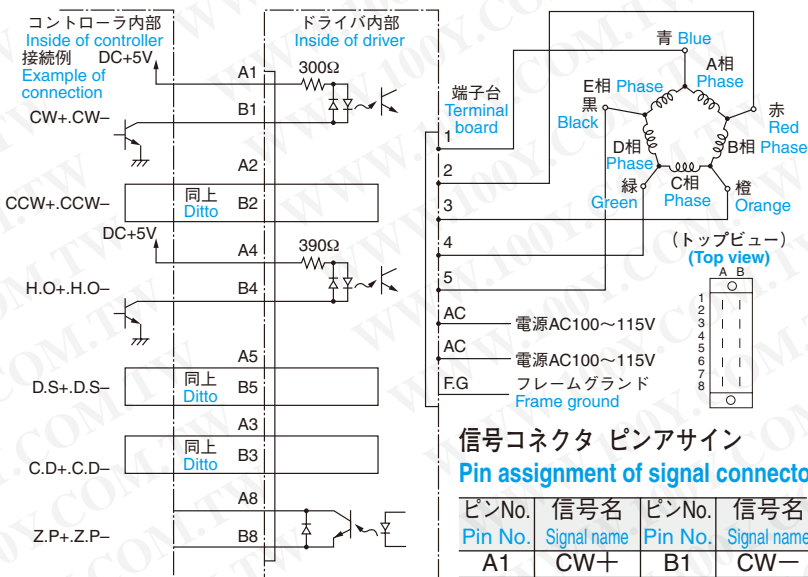 コントローラ内部
Inside of controller
ドライバ内部
Inside of driver
接続例
Example of
connection
DC+5V
A1
300Ω
CW+.CW−
B1
A2
CCW+.CCW−
同上
Ditto
B2
DC+5V
A4
390Ω
H.O+.H.O−
B4
A5
D.S+.D.S−
同上
Ditto
B5
A3
C.D+.C.D−
同上
Ditto
B3
A8
Z.P+.Z.P−
B8
端子台
Terminal
board
1
2
3
4
5
AC
電源AC100〜115V
AC
電源AC100〜115V
F.G
フレームグランド
Frame ground
青 Blue
A相
Phase
E相 Phase
黒
Black
赤
Red
B相 Phase
D相
Phase
C相
Phase
緑
Green
橙
Orange
(トップビュー)
(Top view)
A B
1
2
3
4
5
6
7
8
信号コネクタ ピンアサイン
Pin assignment of signal connecto
ピンNo. 信号名 ピンNo. 信号名
Pin No. Signal name Pin No. Signal name
A1 CW＋ B1 CW−
WWW.100Y.COM.TW